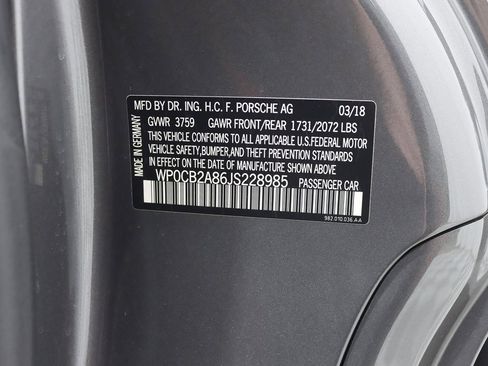 MFD BY DR. ING. H.C. F. PORSCHE AG 03/18
GVWR 3759 GAWR FRONT/REAR 1731/2072 LBS
THIS VEHICLE CONFORMS TO ALL APPLICABLE U.S.FEDERAL MOTOR
VEHICLE SAFETY, BUMPER, AND THEFT PREVENTION STANDARDS
IN EFFECT ON THE DATE OF MANUFACTURE SHOWN ABOVE
WP0CB2A86JS228985 PASSENGER CAR
MADE IN GERMANY
982.010.036.AA